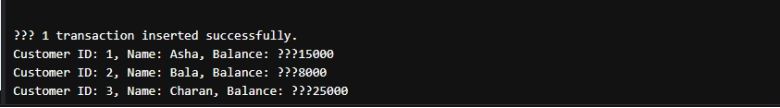 ??? 1 transaction inserted successfully.
Customer ID: 1, Name: Asha, Balance: ???15000
Customer ID: 2, Name: Bala, Balance: ???8000
Customer ID: 3, Name: Charan, Balance: ???25000